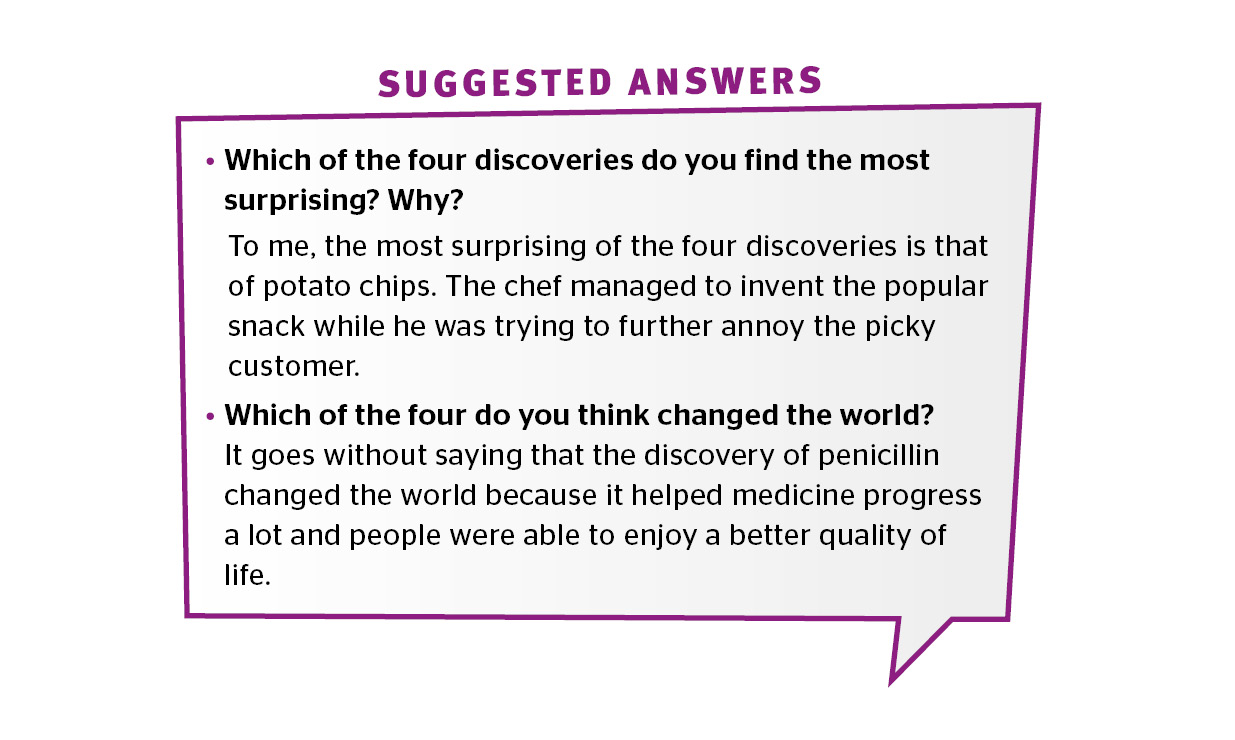 SUGGESTED ANSWERS
• Which of the four discoveries do you find the most
surprising? Why?
To me, the most surprising of the four discoveries is that
of potato chips. The chef managed to invent the popular
snack while he was trying to further annoy the picky
customer.
• Which of the four do you think changed the world?
It goes without saying that the discovery of penicillin
changed the world because it helped medicine progress
a lot and people were able to enjoy a better quality of
life.